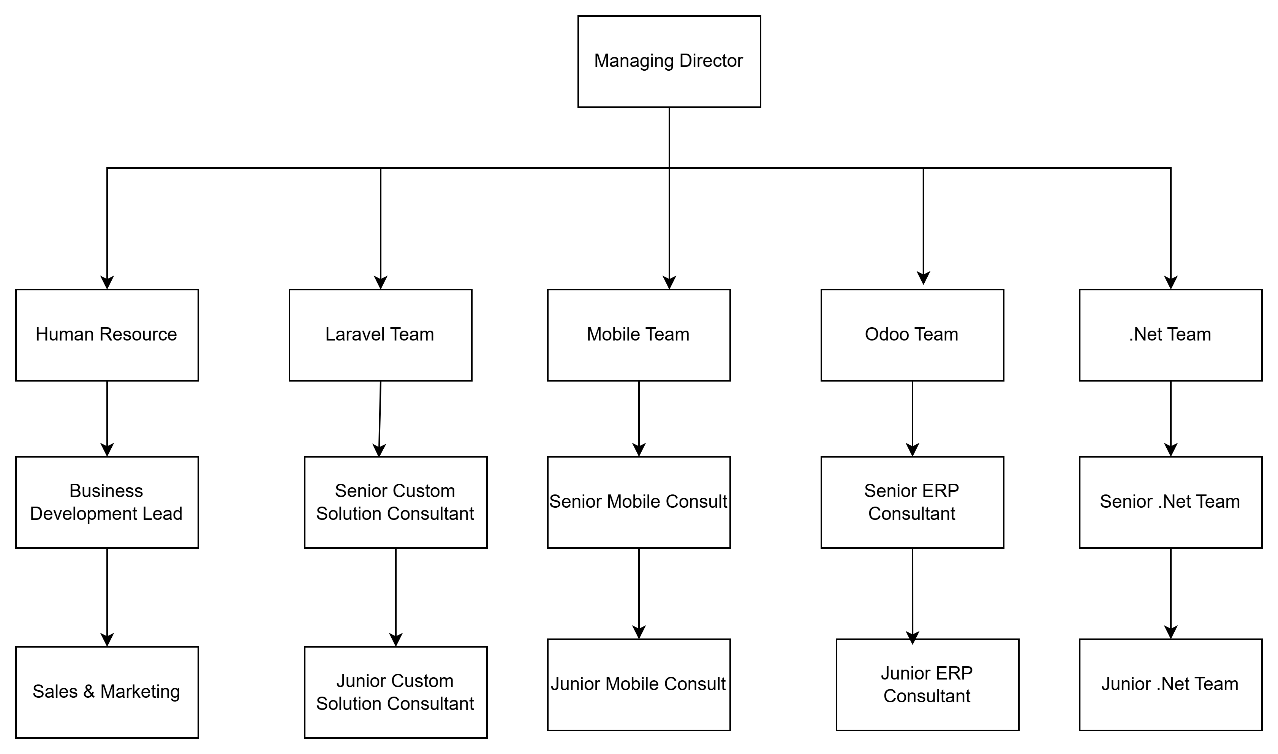 Managing Director
Human Resource
Laravel Team
Mobile Team
Odoo Team
.Net Team
Business
Development Lead
Senior Custom
Solution Consultant
Senior Mobile Consult
Senior ERP
Consultant
Senior .Net Team
Sales & Marketing
Junior Custom
Solution Consultant
Junior Mobile Consult
Junior ERP
Consultant
Junior .Net Team